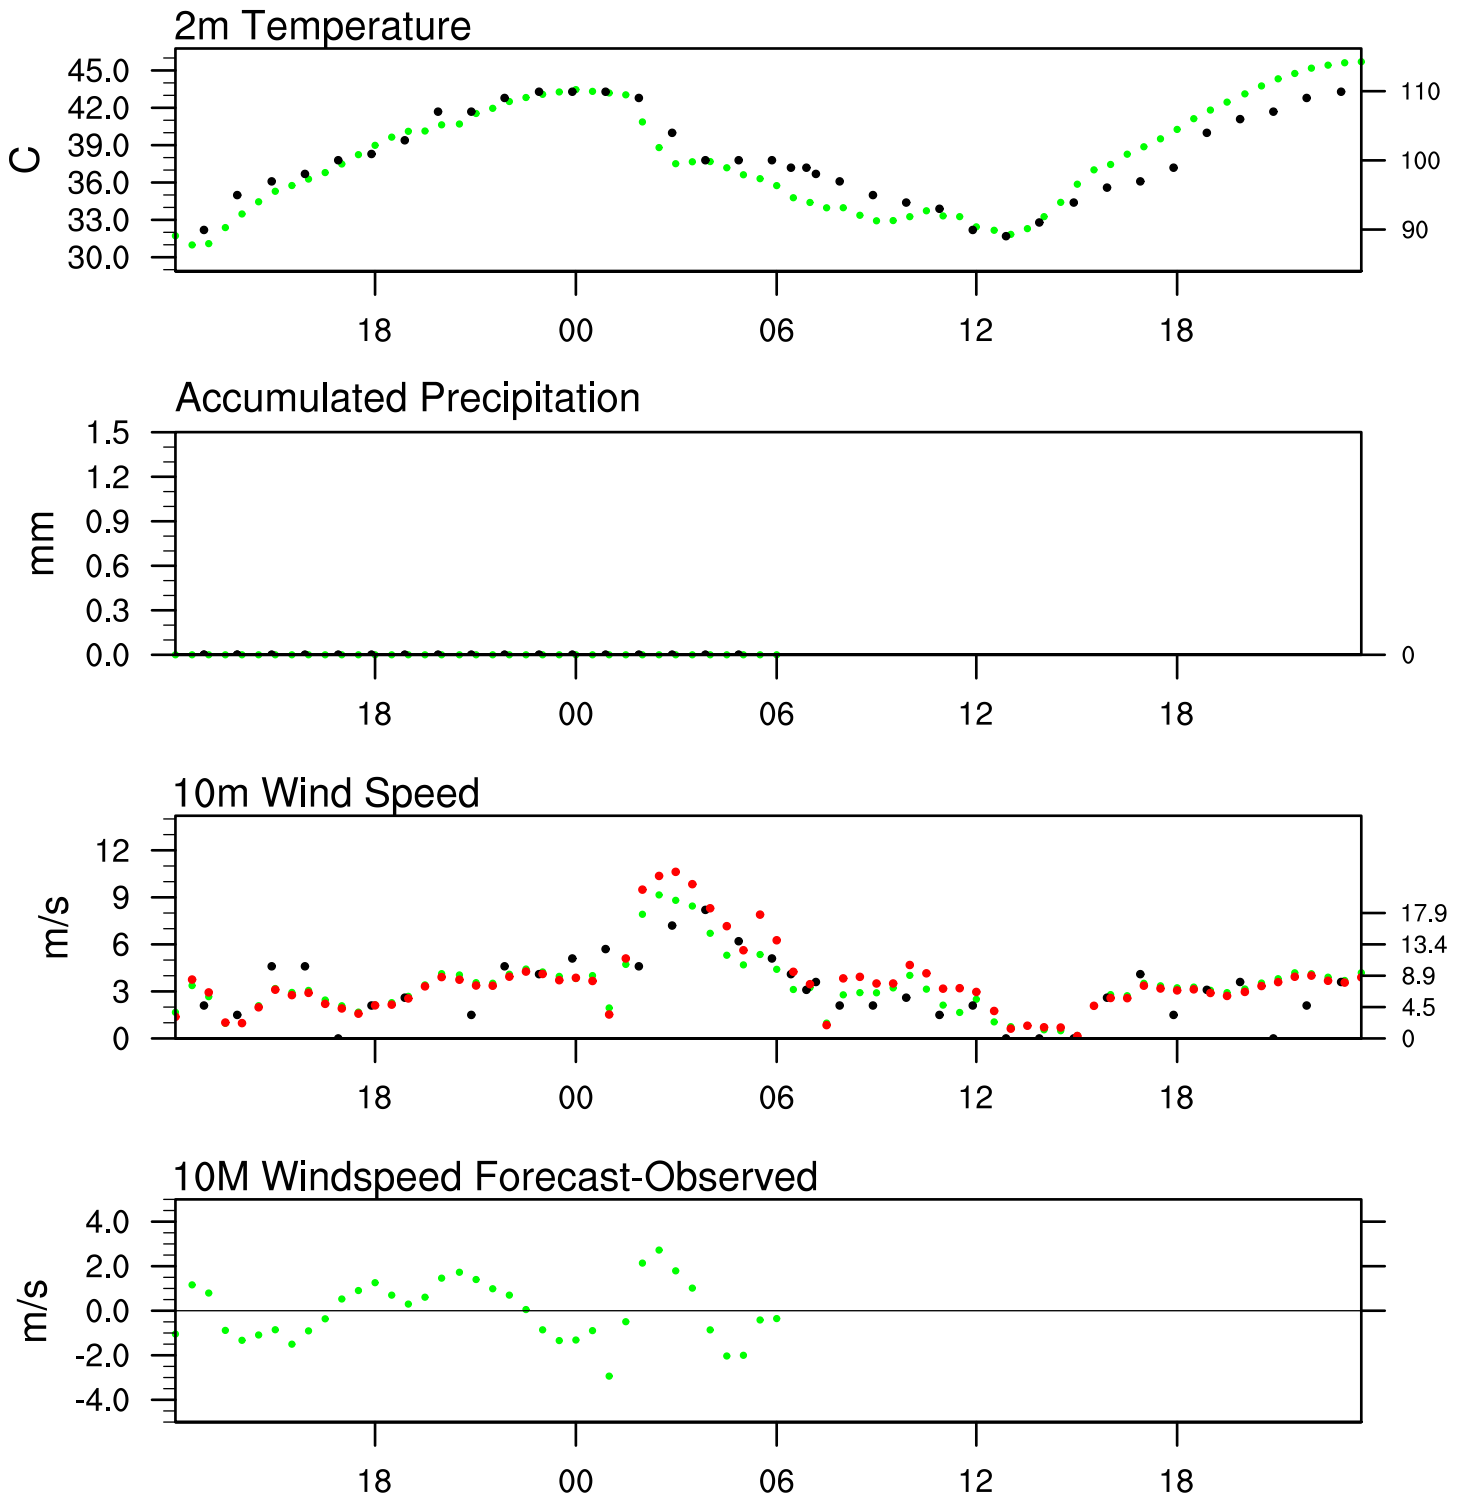 2m Temperature
45.0
42.0
39.0
36.0
33.0
30.0
C
110
100
90
18 00 06 12 18
Accumulated Precipitation
1.5
1.2
0.9
0.6
0.3
0.0
mm
0
18 00 06 12 18
10m Wind Speed
12
9
6
3
0
m/s
17.9
13.4
8.9
4.5
0
18 00 06 12 18
10M Windspeed Forecast-Observed
4.0
2.0
0.0
-2.0
-4.0
m/s
18 00 06 12 18